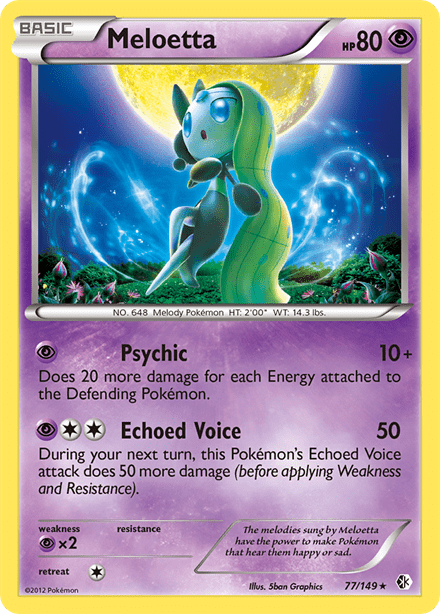 BASIC Meloetta HP80
NO. 648 Melody Pokémon HT: 2'00" WT: 14.3 lbs.
Psychic 10+
Does 20 more damage for each Energy attached to
the Defending Pokémon.
Echoed Voice 50
During your next turn, this Pokémon's Echoed Voice
attack does 50 more damage (before applying Weakness
and Resistance).
weakness resistance
×2
retreat
The melodies sung by Meloetta
have the power to make Pokémon
that hear them happy or sad.
©2012 Pokémon Illus. 5ban Graphics 77/149★